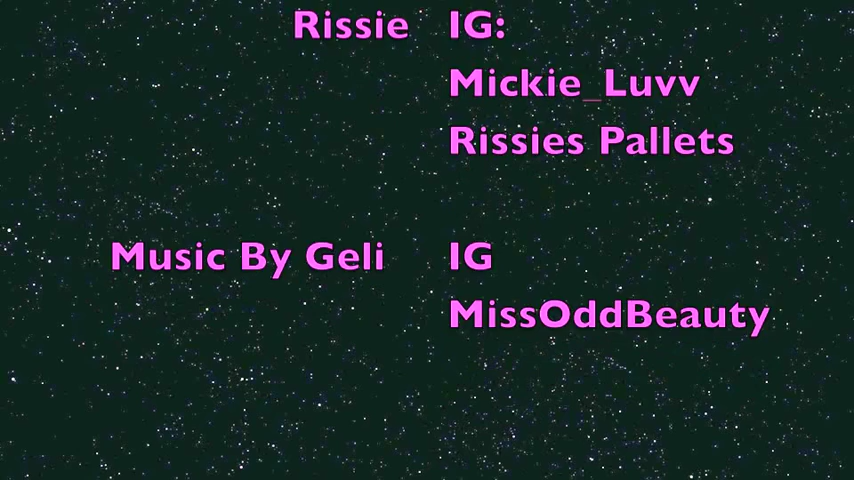 Rissie IG:
Mickie_Luvv
Rissies Pallets
Music By Geli IG
MissOddBeauty